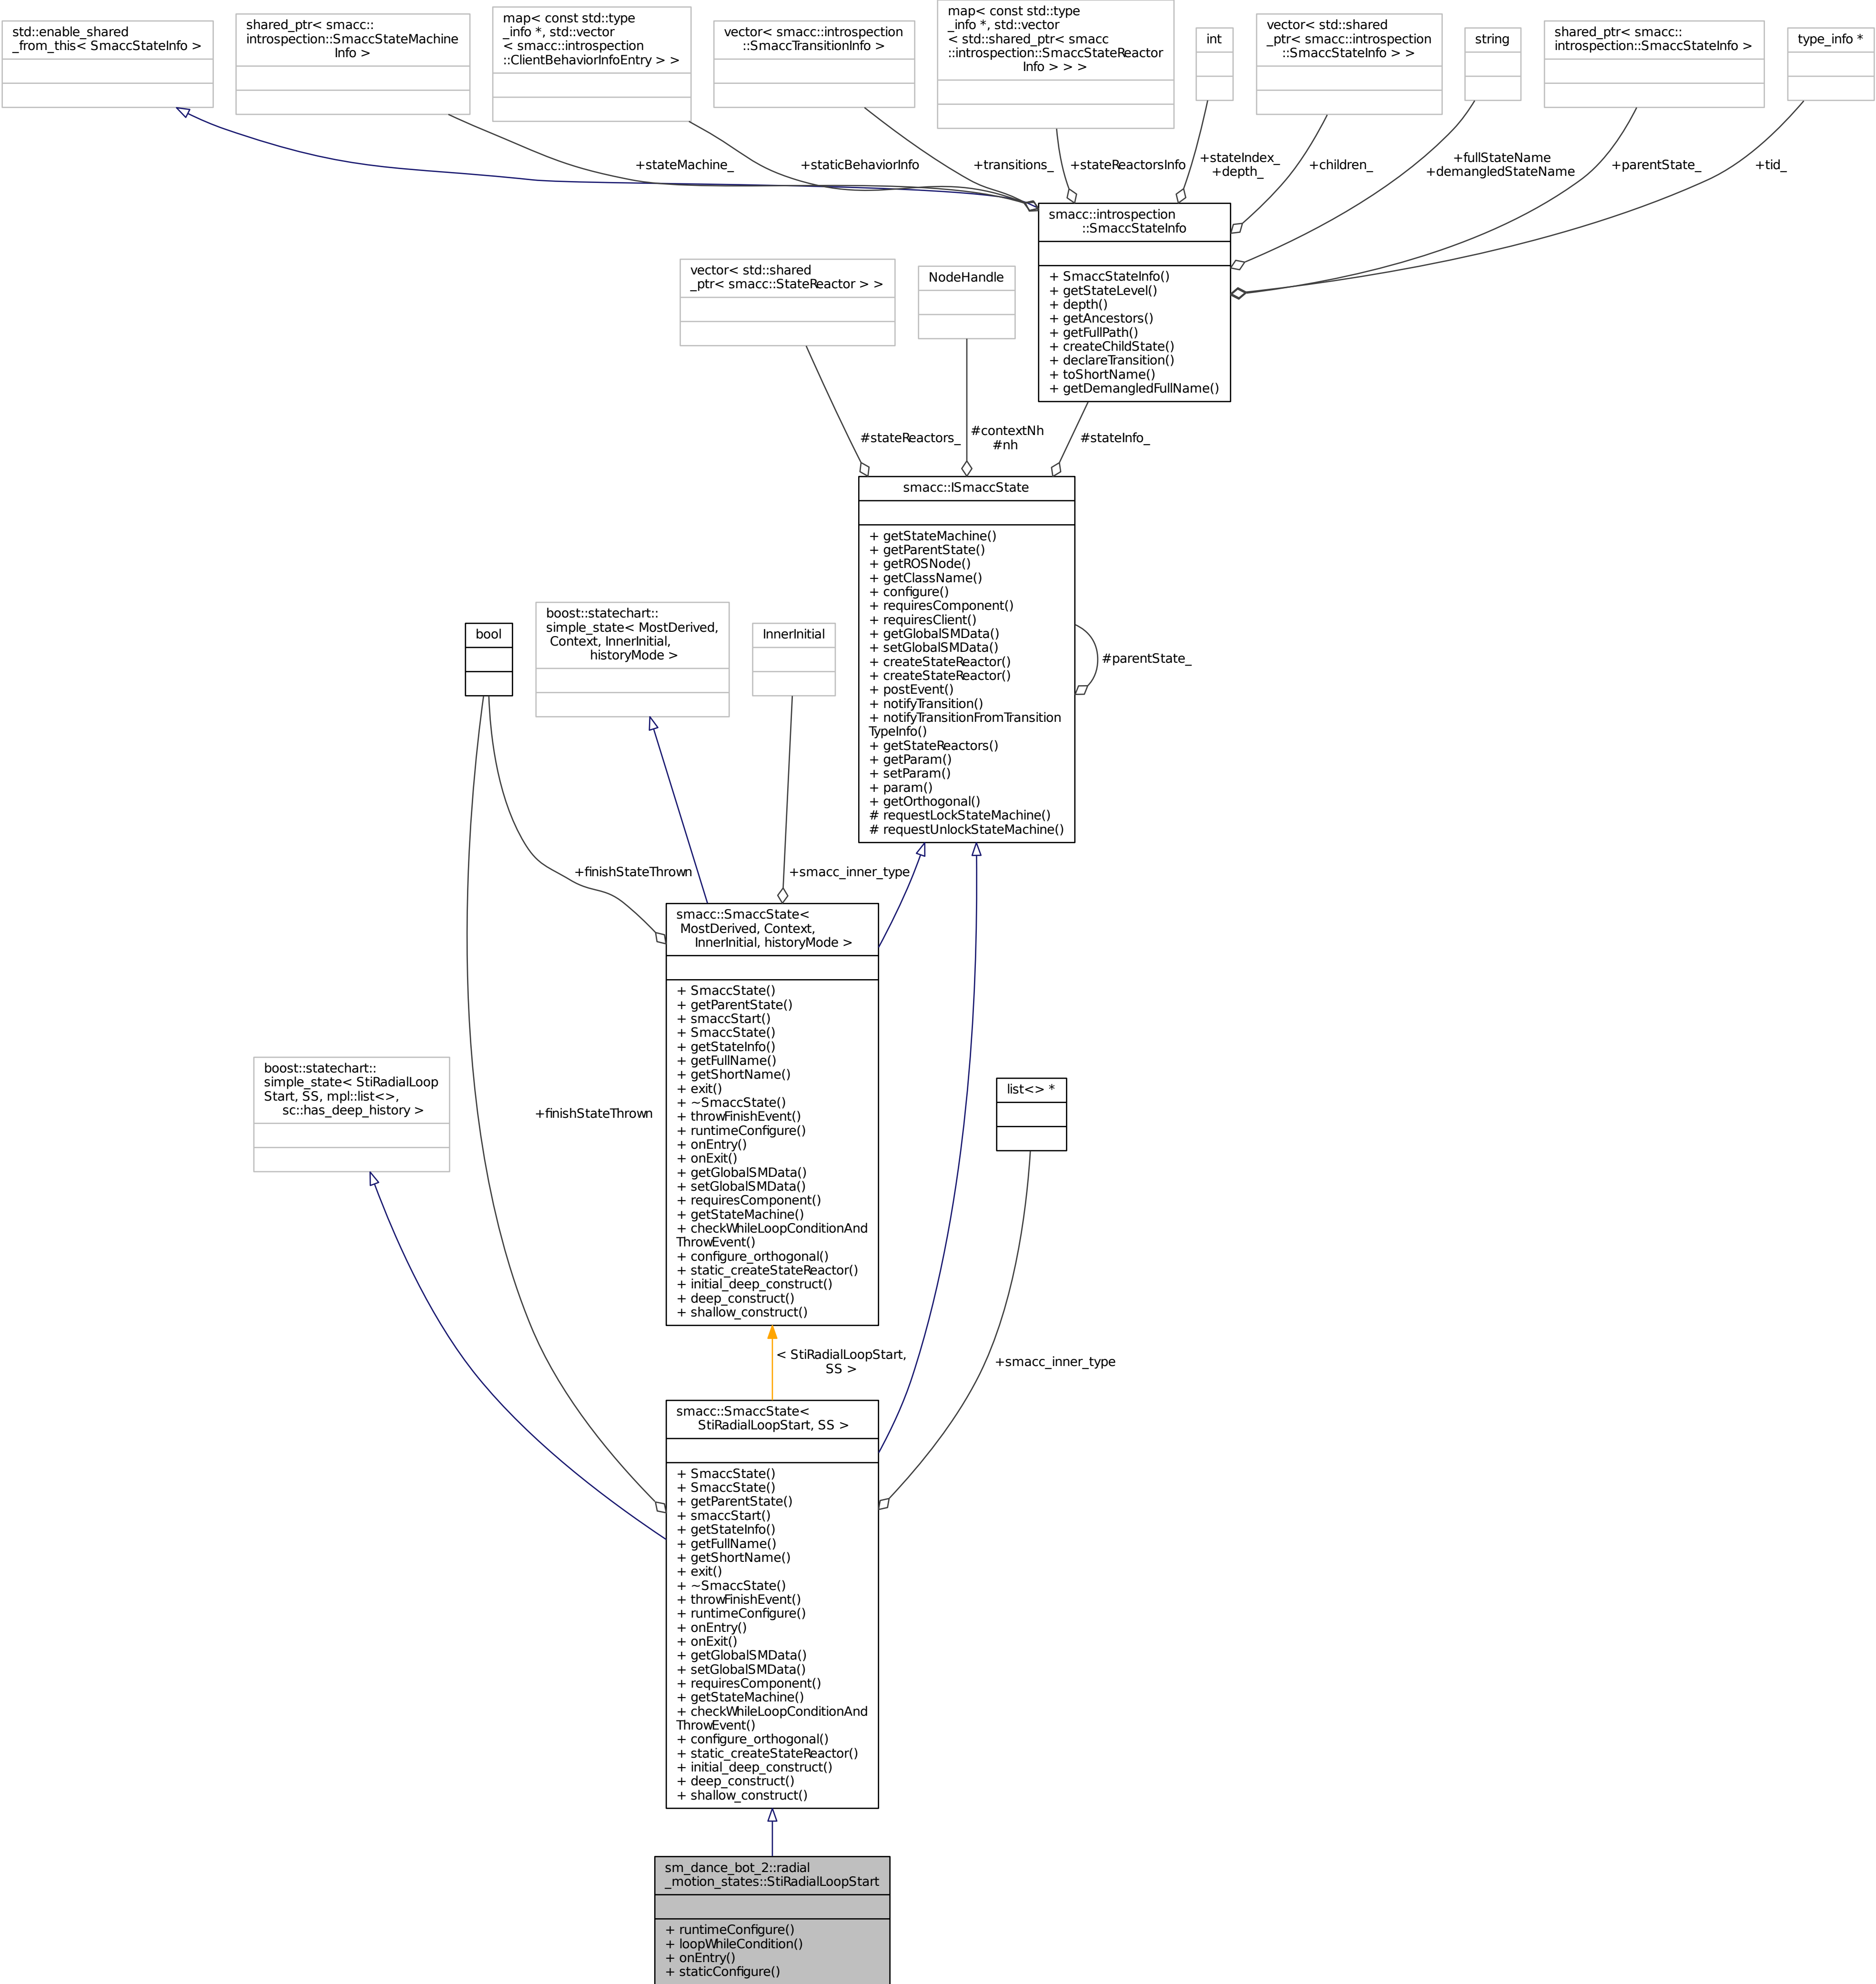 std::enable_shared
_from_this< SmaccStateInfo >
shared_ptr< smacc::
introspection::SmaccStateMachine
Info >
map< const std::type
_info *, std::vector
< smacc::introspection
::ClientBehaviorInfoEntry > >
vector< smacc::introspection
::SmaccTransitionInfo >
map< const std::type
_info *, std::vector
< std::shared_ptr< smacc
::introspection::SmaccStateReactor
Info > > >
int
vector< std::shared
_ptr< smacc::introspection
::SmaccStateInfo > >
string
shared_ptr< smacc::
introspection::SmaccStateInfo >
type_info *
+stateMachine_
+staticBehaviorInfo
+transitions_
+stateReactorsInfo
+stateIndex_
+depth_
+children_
+fullStateName
+demangledStateName
+parentState_
+tid_
smacc::introspection
::SmaccStateInfo
+ SmaccStateInfo()
+ getStateLevel()
+ depth()
+ getAncestors()
+ getFullPath()
+ createChildState()
+ declareTransition()
+ toShortName()
+ getDemangledFullName()
vector< std::shared
_ptr< smacc::StateReactor > >
NodeHandle
#stateReactors_
#contextNh
#nh
#stateInfo_
smacc::ISmaccState
+ getStateMachine()
+ getParentState()
+ getROSNode()
+ getClassName()
+ configure()
+ requiresComponent()
+ requiresClient()
+ getGlobalSMData()
+ setGlobalSMData()
+ createStateReactor()
+ createStateReactor()
+ postEvent()
+ notifyTransition()
+ notifyTransitionFromTransition
TypeInfo()
+ getStateReactors()
+ getParam()
+ setParam()
+ param()
+ getOrthogonal()
# requestLockStateMachine()
# requestUnlockStateMachine()
#parentState_
bool
boost::statechart::
simple_state< MostDerived,
Context, InnerInitial,
historyMode >
InnerInitial
+finishStateThrown
+smacc_inner_type
smacc::SmaccState<
MostDerived, Context,
InnerInitial, historyMode >
+ SmaccState()
+ getParentState()
+ smaccStart()
+ SmaccState()
+ getStateInfo()
+ getFullName()
+ getShortName()
+ exit()
+ ~SmaccState()
+ throwFinishEvent()
+ runtimeConfigure()
+ onEntry()
+ onExit()
+ getGlobalSMData()
+ setGlobalSMData()
+ requiresComponent()
+ getStateMachine()
+ checkWhileLoopConditionAnd
ThrowEvent()
+ configure_orthogonal()
+ static_createStateReactor()
+ initial_deep_construct()
+ deep_construct()
+ shallow_construct()
boost::statechart::
simple_state< StiRadialLoop
Start, SS, mpl::list<>,
sc::has_deep_history >
+finishStateThrown
list<> *
< StiRadialLoopStart,
SS >
+smacc_inner_type
smacc::SmaccState<
StiRadialLoopStart, SS >
+ SmaccState()
+ SmaccState()
+ getParentState()
+ smaccStart()
+ getStateInfo()
+ getFullName()
+ getShortName()
+ exit()
+ ~SmaccState()
+ throwFinishEvent()
+ runtimeConfigure()
+ onEntry()
+ onExit()
+ getGlobalSMData()
+ setGlobalSMData()
+ requiresComponent()
+ getStateMachine()
+ checkWhileLoopConditionAnd
ThrowEvent()
+ configure_orthogonal()
+ static_createStateReactor()
+ initial_deep_construct()
+ deep_construct()
+ shallow_construct()
sm_dance_bot_2::radial
_motion_states::StiRadialLoopStart
+ runtimeConfigure()
+ loopWhileCondition()
+ onEntry()
+ staticConfigure()